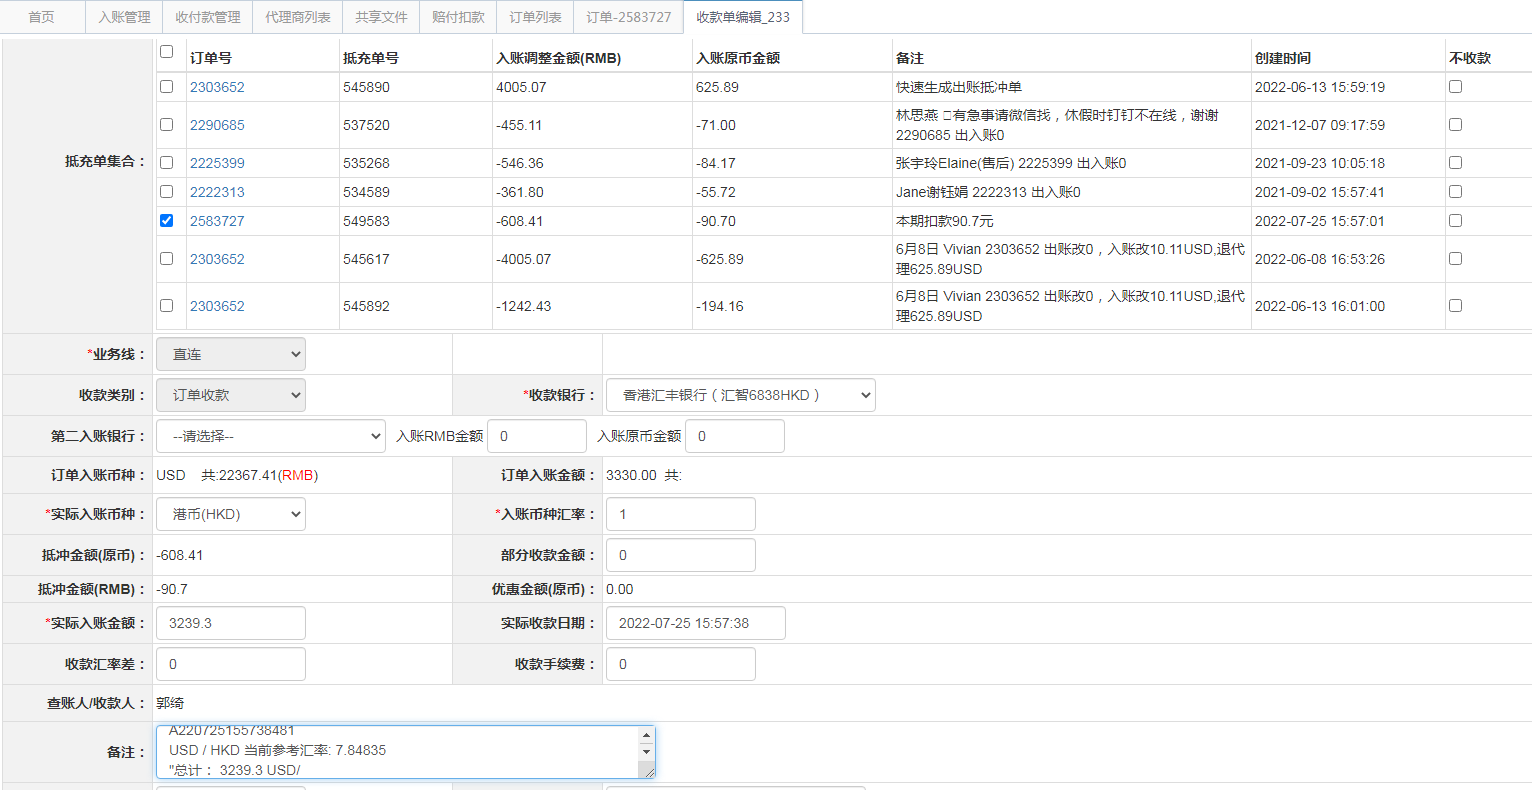 首页 入账管理 收付款管理 代理商列表 共享文件 赔付扣款 订单列表 订单-2583727 收款单编辑_233
订单号 抵充单号 入账调整金额(RMB) 入账原币金额 备注 创建时间 不收款
2303652 545890 4005.07 625.89 快速生成出账抵冲单 2022-06-13 15:59:19
2290685 537520 -455.11 -71.00 林思燕 有急事请微信找，休假时钉钉不在线，谢谢 2021-12-07 09:17:59
2290685 出入账0
抵充单集合：
2225399 535268 -546.36 -84.17 张宇玲Elaine(售后) 2225399 出入账0 2021-09-23 10:05:18
2222313 534589 -361.80 -55.72 Jane谢钰娟 2222313 出入账0 2021-09-02 15:57:41
2583727 549583 -608.41 -90.70 本期扣款90.7元 2022-07-25 15:57:01
2303652 545617 -4005.07 -625.89 6月8日 Vivian 2303652 出账改0，入账改10.11USD,退代 2022-06-08 16:53:26
理625.89USD
2303652 545892 -1242.43 -194.16 6月8日 Vivian 2303652 出账改0，入账改10.11USD,退代 2022-06-13 16:01:00
理625.89USD
*业务线： 直连
收款类别： 订单收款 *收款银行： 香港汇丰银行（汇智6838HKD）
第二入账银行： --请选择-- 入账RMB金额 0 入账原币金额 0
订单入账币种： USD 共:22367.41(RMB) 订单入账金额： 3330.00 共:
*实际入账币种： 港币(HKD) *入账币种汇率： 1
抵冲金额(原币)： -608.41 部分收款金额： 0
抵冲金额(RMB)： -90.7 优惠金额(原币)： 0.00
*实际入账金额： 3239.3 实际收款日期： 2022-07-25 15:57:38
收款汇率差： 0 收款手续费： 0
查账人/收款人： 郭绮
备注： A220725155738481
USD / HKD 当前参考汇率: 7.84835
"总计： 3239.3 USD/